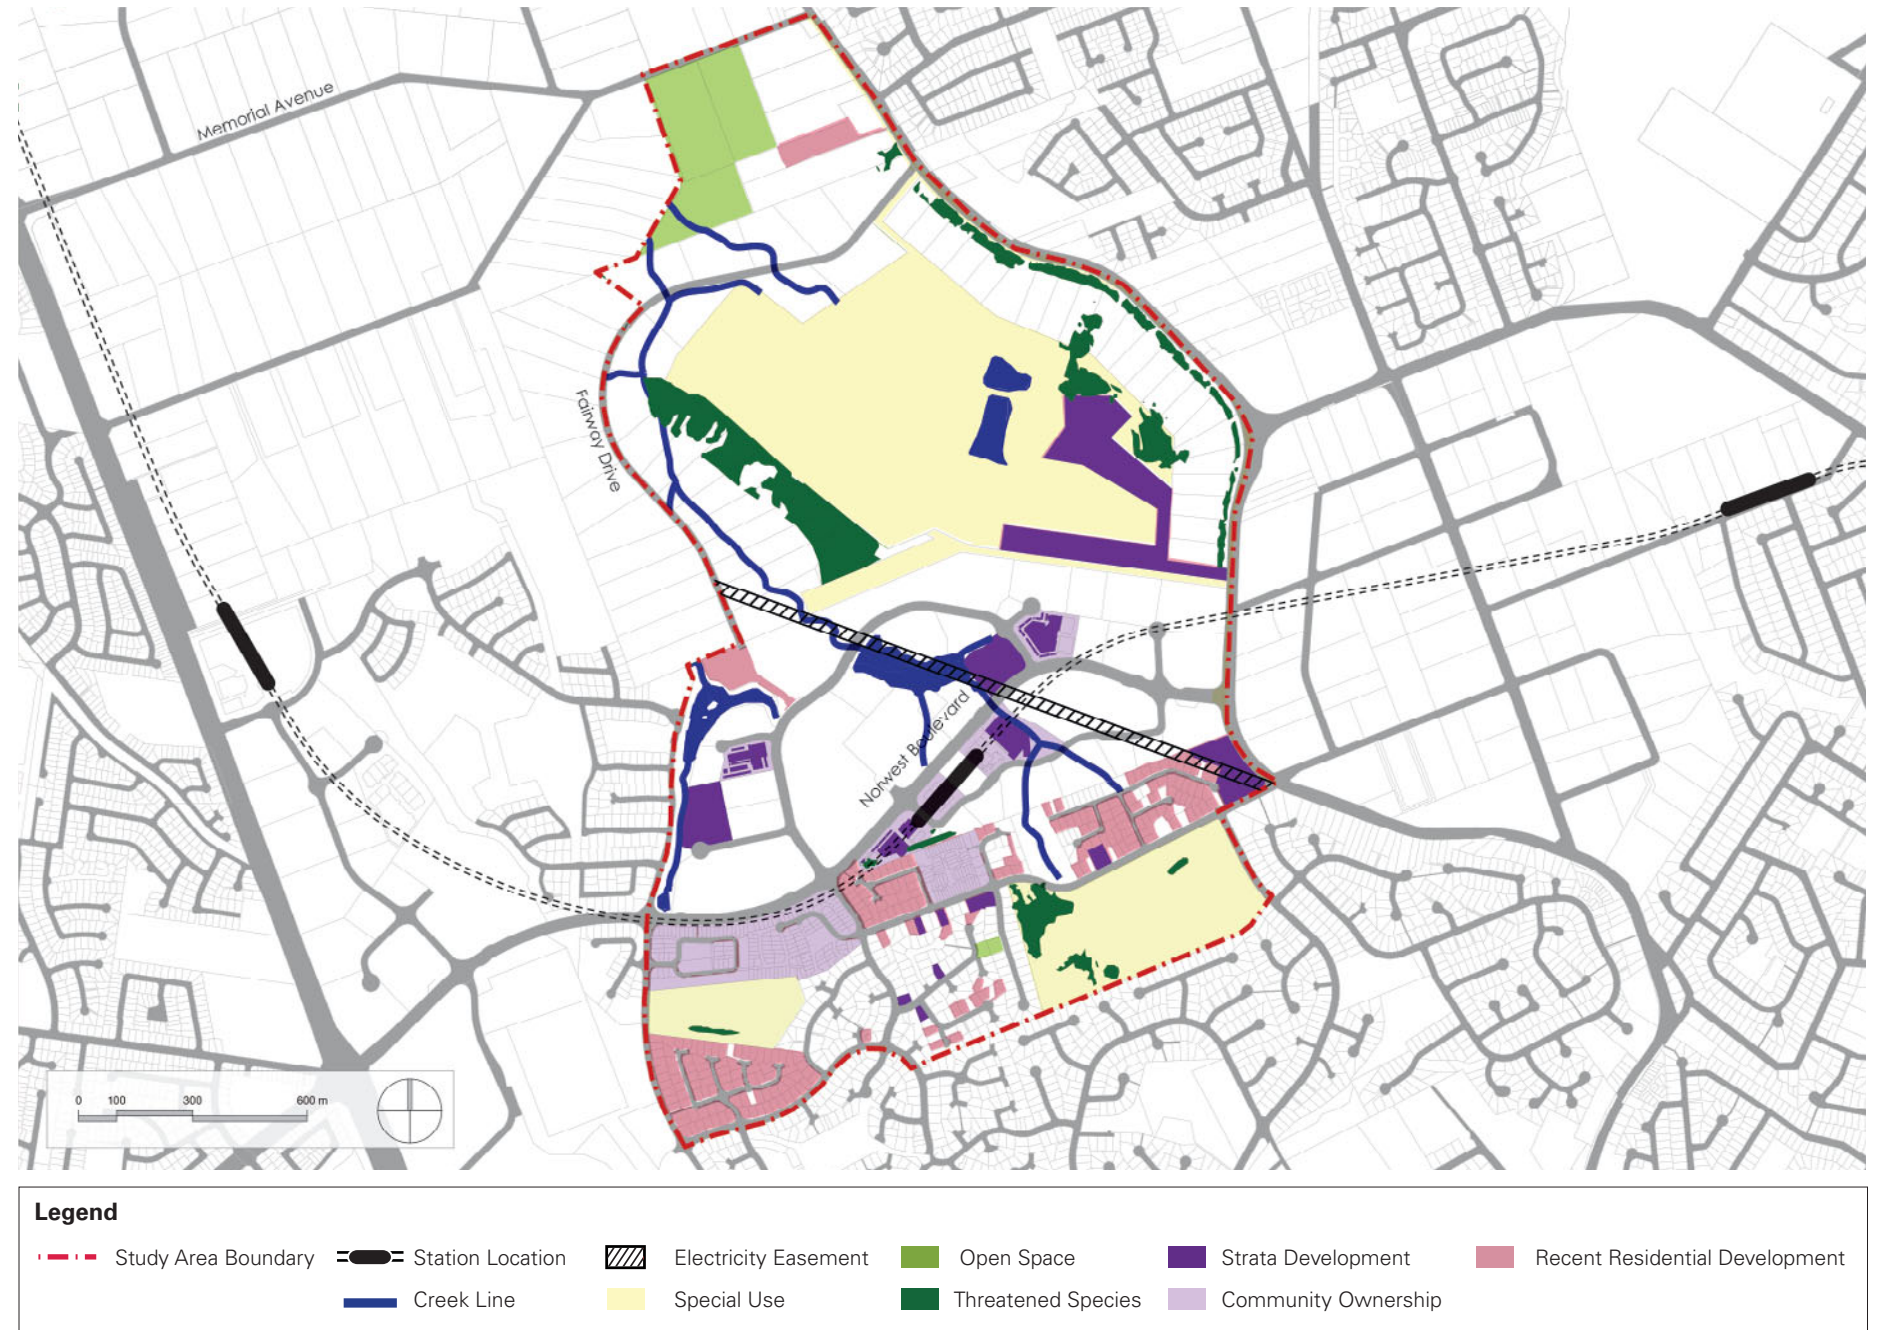 Memorial Avenue
Fairway Drive
Norwest Boulevard
0 100 300 600 m
Legend
Study Area Boundary Station Location Electricity Easement Open Space Strata Development Recent Residential Development
Creek Line Special Use Threatened Species Community Ownership